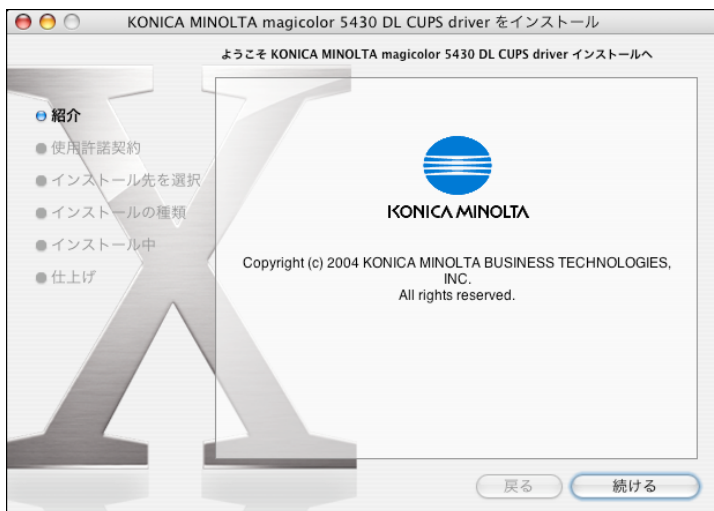 KONICA MINOLTA magicolor 5430 DL CUPS driver をインストール
ようこそ KONICA MINOLTA magicolor 5430 DL CUPS driver インストールへ
紹介
使用許諾契約
インストール先を選択
インストールの種類
インストール中
仕上げ
KONICA MINOLTA
Copyright (c) 2004 KONICA MINOLTA BUSINESS TECHNOLOGIES,
INC.
All rights reserved.
戻る
続ける